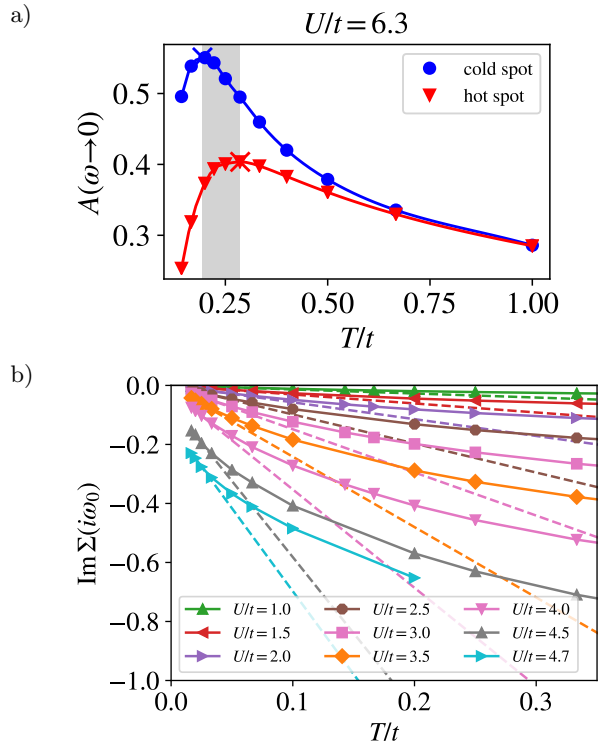 a)
U/t = 6.3
A(ω→0)
0.5
0.4
0.3
cold spot
hot spot
0.25
0.50
0.75
1.00
T/t
b)
Im Σ(iω₀)
0.0
−0.2
−0.4
−0.6
−0.8
−1.0
U/t = 1.0
U/t = 1.5
U/t = 2.0
U/t = 2.5
U/t = 3.0
U/t = 3.5
U/t = 4.0
U/t = 4.5
U/t = 4.7
0.0
0.1
0.2
0.3
T/t